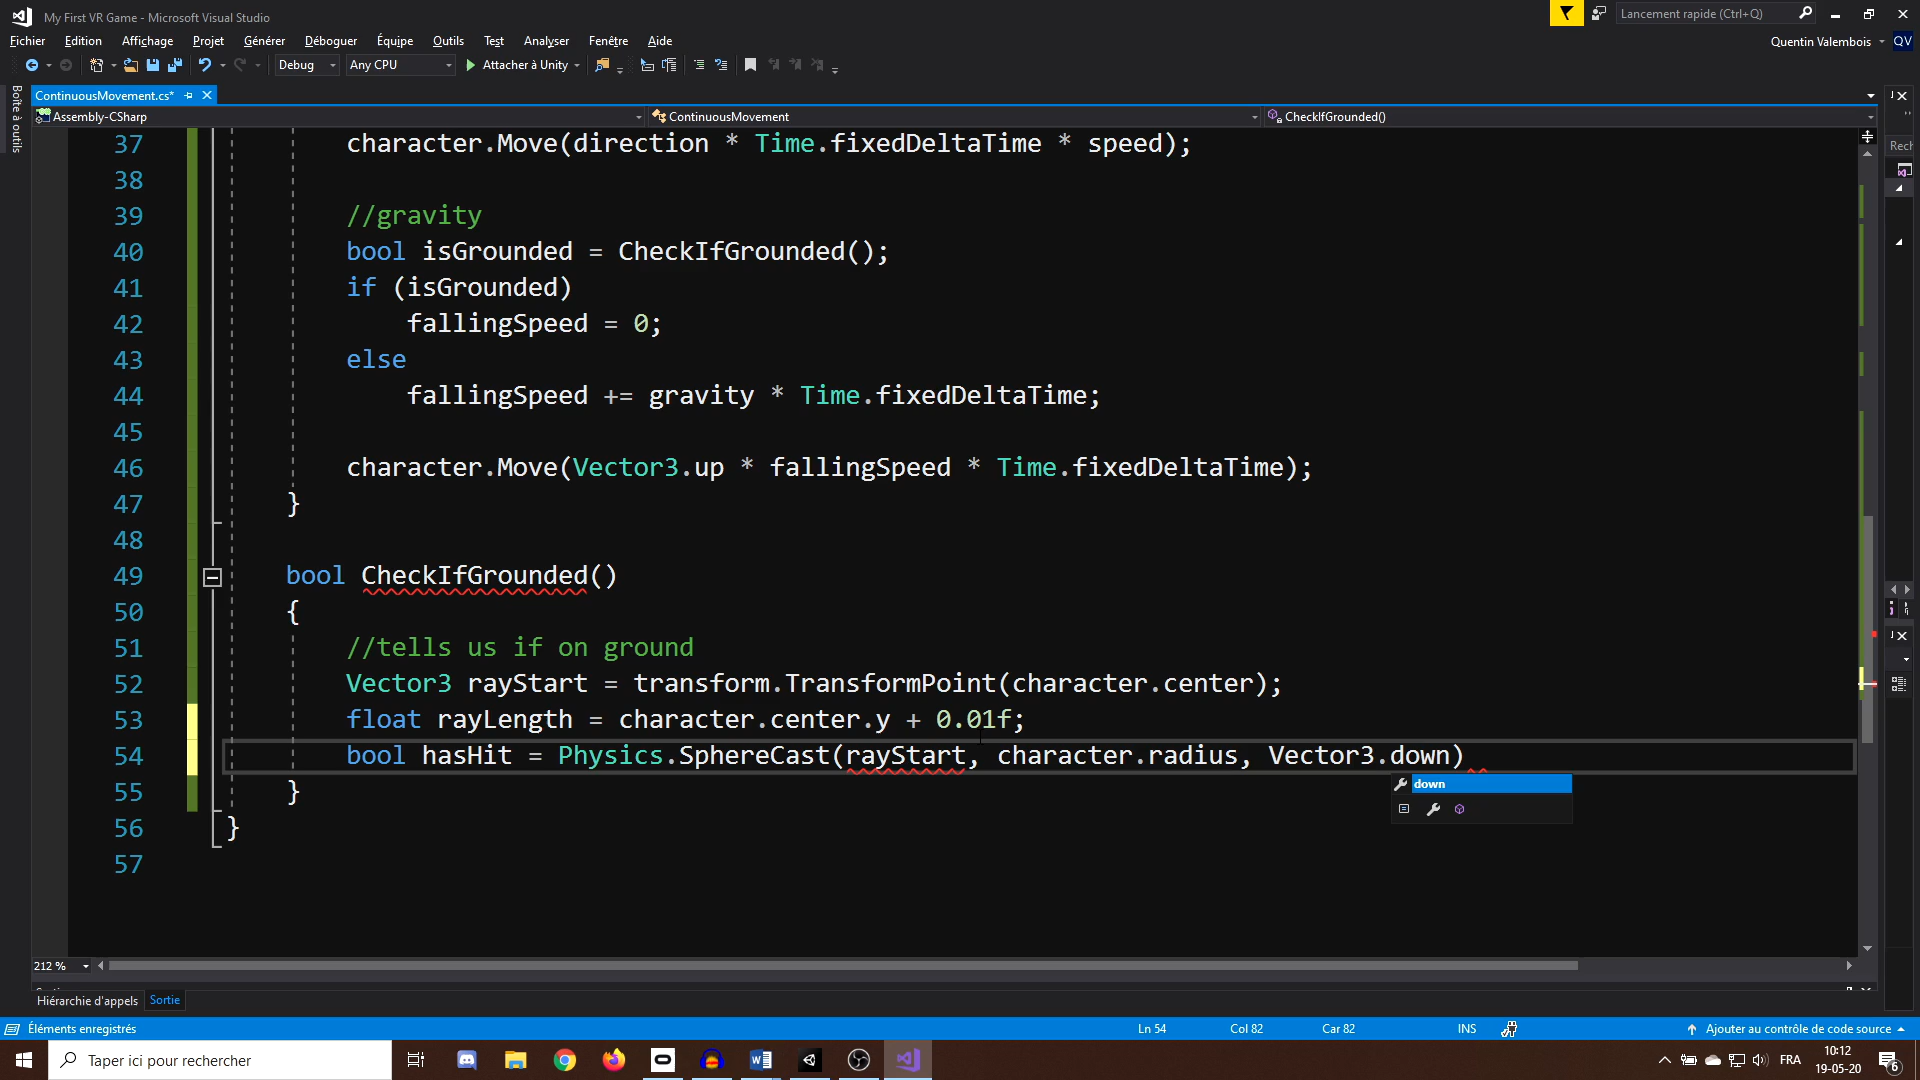 My First VR Game - Microsoft Visual Studio
Lancement rapide (Ctrl+Q)
Fichier Edition Affichage Projet Générer Déboguer Équipe Outils Test Analyser Fenêtre Aide
Quentin Valembois QV
Debug Any CPU Attacher à Unity
Boîte à outils
ContinuousMovement.cs*
Assembly-CSharp ContinuousMovement CheckIfGrounded()
Rech
37 character.Move(direction * Time.fixedDeltaTime * speed);
38
39 //gravity
40 bool isGrounded = CheckIfGrounded();
41 if (isGrounded)
42 fallingSpeed = 0;
43 else
44 fallingSpeed += gravity * Time.fixedDeltaTime;
45
46 character.Move(Vector3.up * fallingSpeed * Time.fixedDeltaTime);
47 }
48
49 bool CheckIfGrounded()
50 {
51 //tells us if on ground
52 Vector3 rayStart = transform.TransformPoint(character.center);
53 float rayLength = character.center.y + 0.01f;
54 bool hasHit = Physics.SphereCast(rayStart, character.radius, Vector3.down)
down
55 }
56 }
57
212 %
Hiérarchie d'appels Sortie
Éléments enregistrés Ln 54 Col 82 Car 82 INS Ajouter au contrôle de code source
Taper ici pour rechercher
FRA
10:12
19-05-20
6